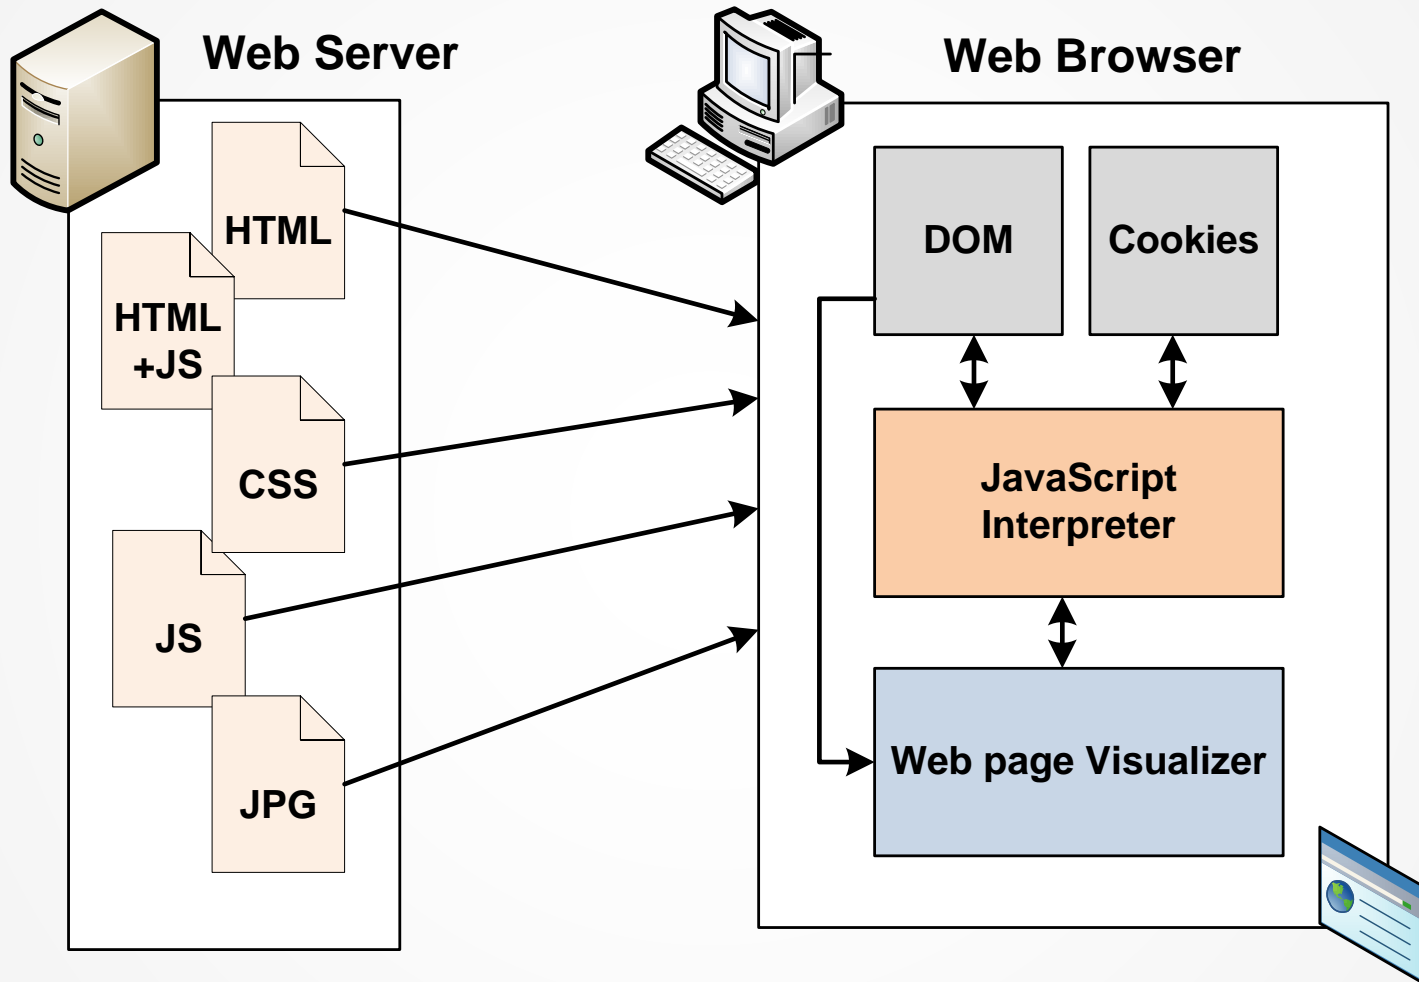 Web Server
HTML
HTML
+JS
CSS
JS
JPG
Web Browser
DOM
Cookies
JavaScript
Interpreter
Web page Visualizer